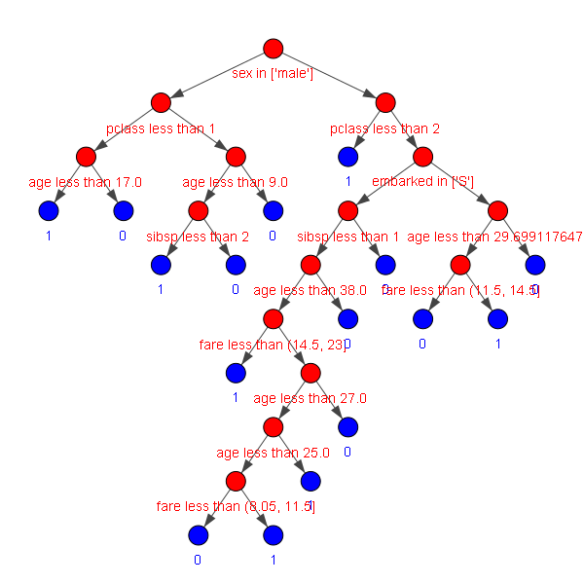 sex in ['male']
pclass less than 1
pclass less than 2
age less than 17.0
age less than 9.0
1
embarked in ['S']
1
0
sibsp less than 2
0
sibsp less than 1
age less than 29.699117647
1
0
age less than 38.0
0
fare less than (11.5, 14.5]
0
fare less than (14.5, 23]
0
0
1
1
age less than 27.0
age less than 25.0
0
fare less than (8.05, 11.5]
1
0
1